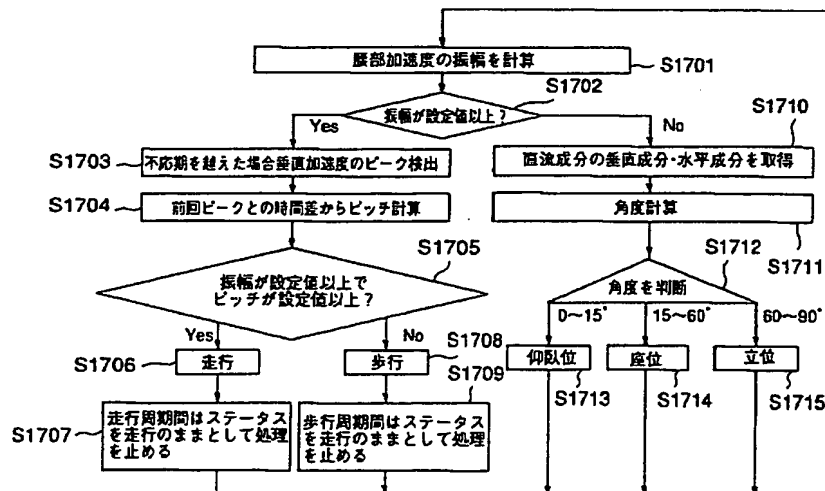 腰部加速度の振幅を計算
S1701
S1702
振幅が設定値以上?
Yes
No
S1710
S1703
不応期を越えた場合垂直加速度のピーク検出
直流成分の垂直成分・水平成分を取得
S1704
前回ピークとの時間差からピッチ計算
角度計算
S1711
S1705
振幅が設定値以上で
ピッチが設定値以上?
S1712
角度を判断
Yes
No
0~15°
15~60°
60~90°
S1706
走行
歩行
S1708
仰臥位
座位
立位
S1713
S1714
S1715
S1709
S1707
走行周期間はステータス
を走行のままとして処理
を止める
歩行周期間はステータス
を走行のままとして処理
を止める